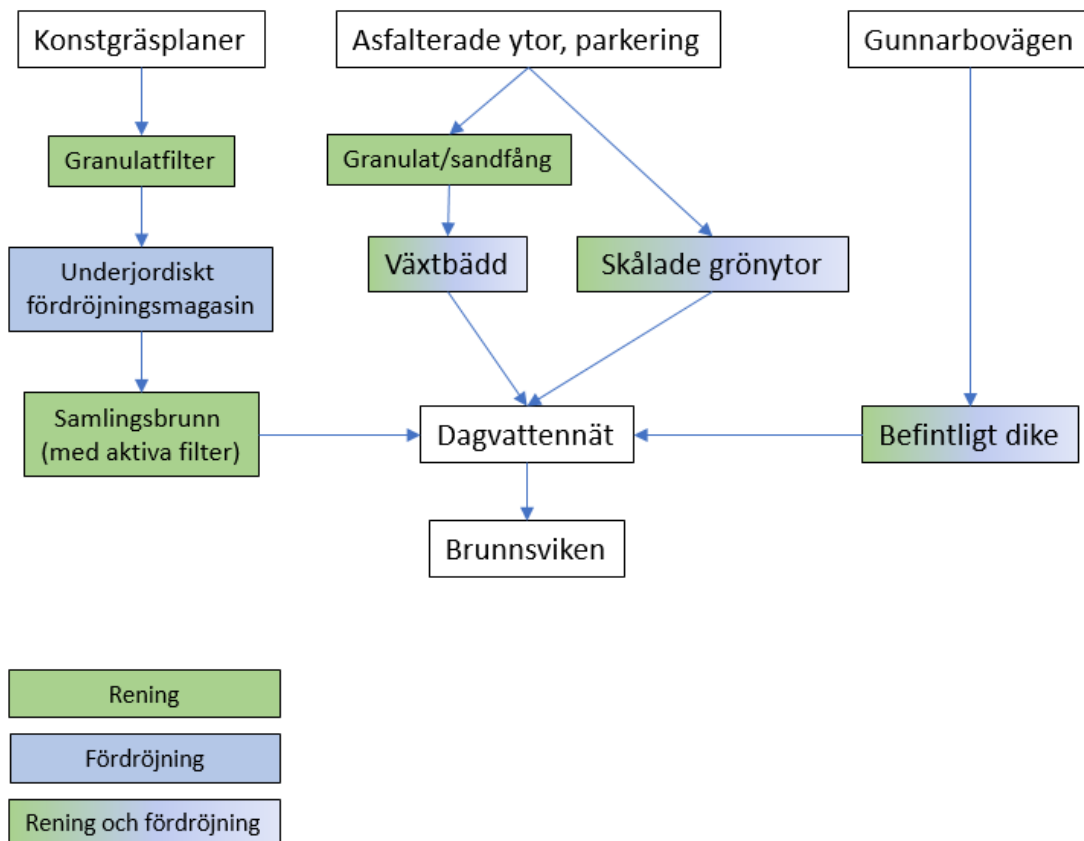 Konstgräsplaner
Asfalterade ytor, parkering
Gunnarbovägen
Granulatfilter
Granulat/sandfång
Underjordiskt
fördröjningsmagasin
Växtbädd
Skålade grönytor
Samlingsbrunn
(med aktiva filter)
Dagvattennät
Befintligt dike
Brunnsviken
Rening
Fördröjning
Rening och fördröjning